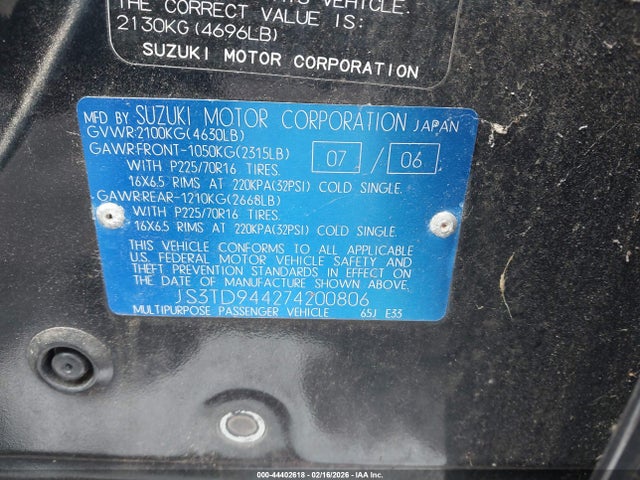 THE CORRECT VALUE IS:
2130KG(4696LB)
SUZUKI MOTOR CORPORATION
MFD BY SUZUKI MOTOR CORPORATION JAPAN
GVWR:2100KG(4630LB)
GAWR:FRONT-1050KG(2315LB) 07 / 06
WITH P225/70R16 TIRES.
16X6.5 RIMS AT 220KPA(32PSI) COLD SINGLE.
GAWR:REAR-1210KG(2668LB)
WITH P225/70R16 TIRES.
16X6.5 RIMS AT 220KPA(32PSI) COLD SINGLE.
THIS VEHICLE CONFORMS TO ALL APPLICABLE
U.S. FEDERAL MOTOR VEHICLE SAFETY AND
THEFT PREVENTION STANDARDS IN EFFECT ON
THE DATE OF MANUFACTURE SHOWN ABOVE.
JS3TD944274200806
MULTIPURPOSE PASSENGER VEHICLE 65J E33
000-44402618 - 02/16/2026 - IAA Inc.